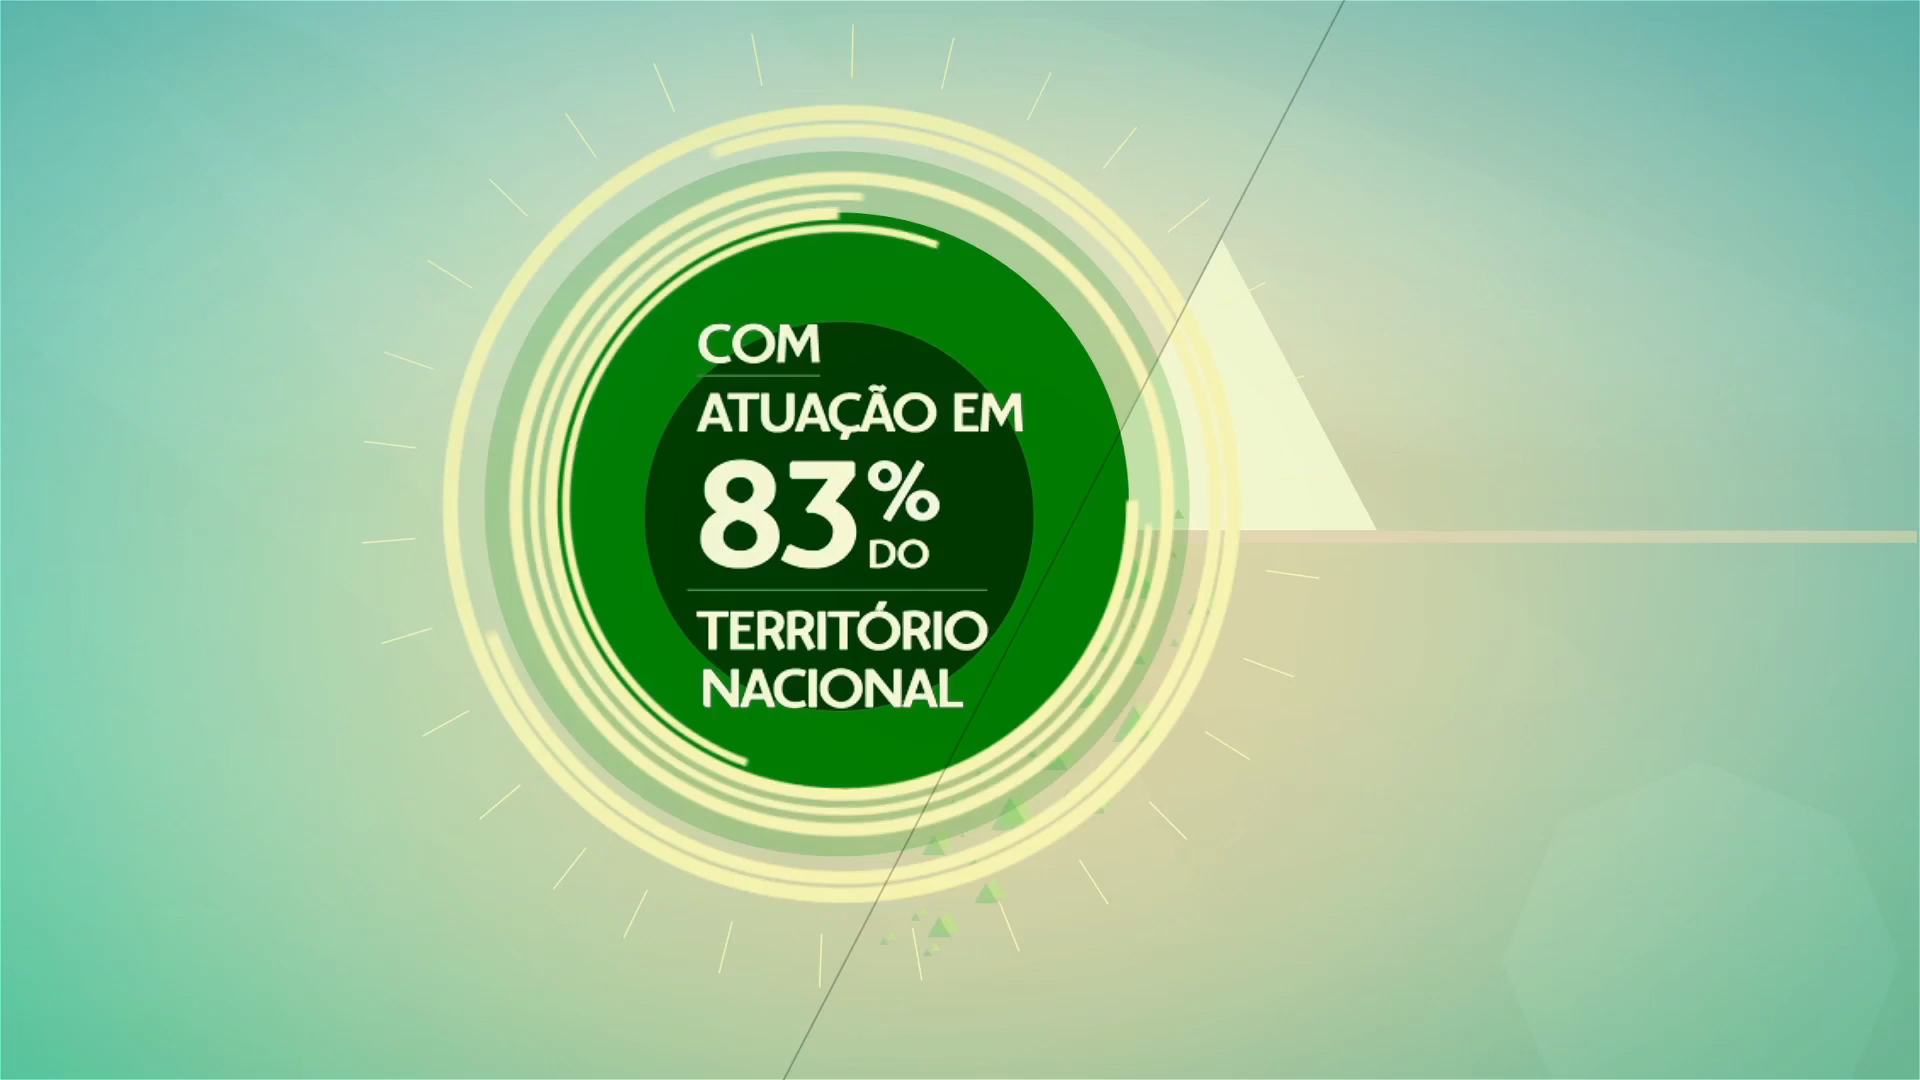 COM
ATUAÇÃO EM
83%
DO
TERRITÓRIO
NACIONAL